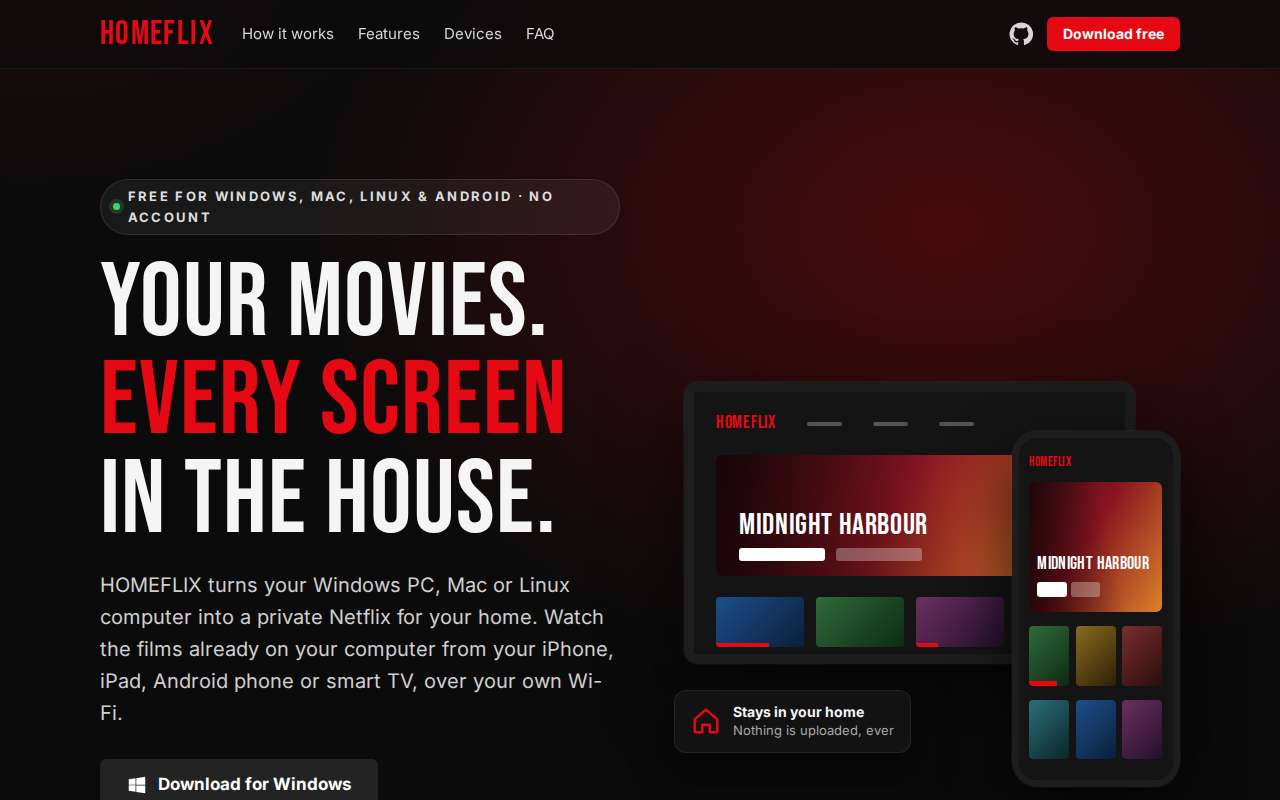 HOMEFLIX
How it works
Features
Devices
FAQ
Download free
FREE FOR WINDOWS, MAC, LINUX & ANDROID · NO
ACCOUNT
YOUR MOVIES.
EVERY SCREEN
IN THE HOUSE.
HOMEFLIX turns your Windows PC, Mac or Linux
computer into a private Netflix for your home. Watch
the films already on your computer from your iPhone,
iPad, Android phone or smart TV, over your own Wi-
Fi.
Download for Windows
HOMEFLIX
MIDNIGHT HARBOUR
HOMEFLIX
MIDNIGHT HARBOUR
Stays in your home
Nothing is uploaded, ever